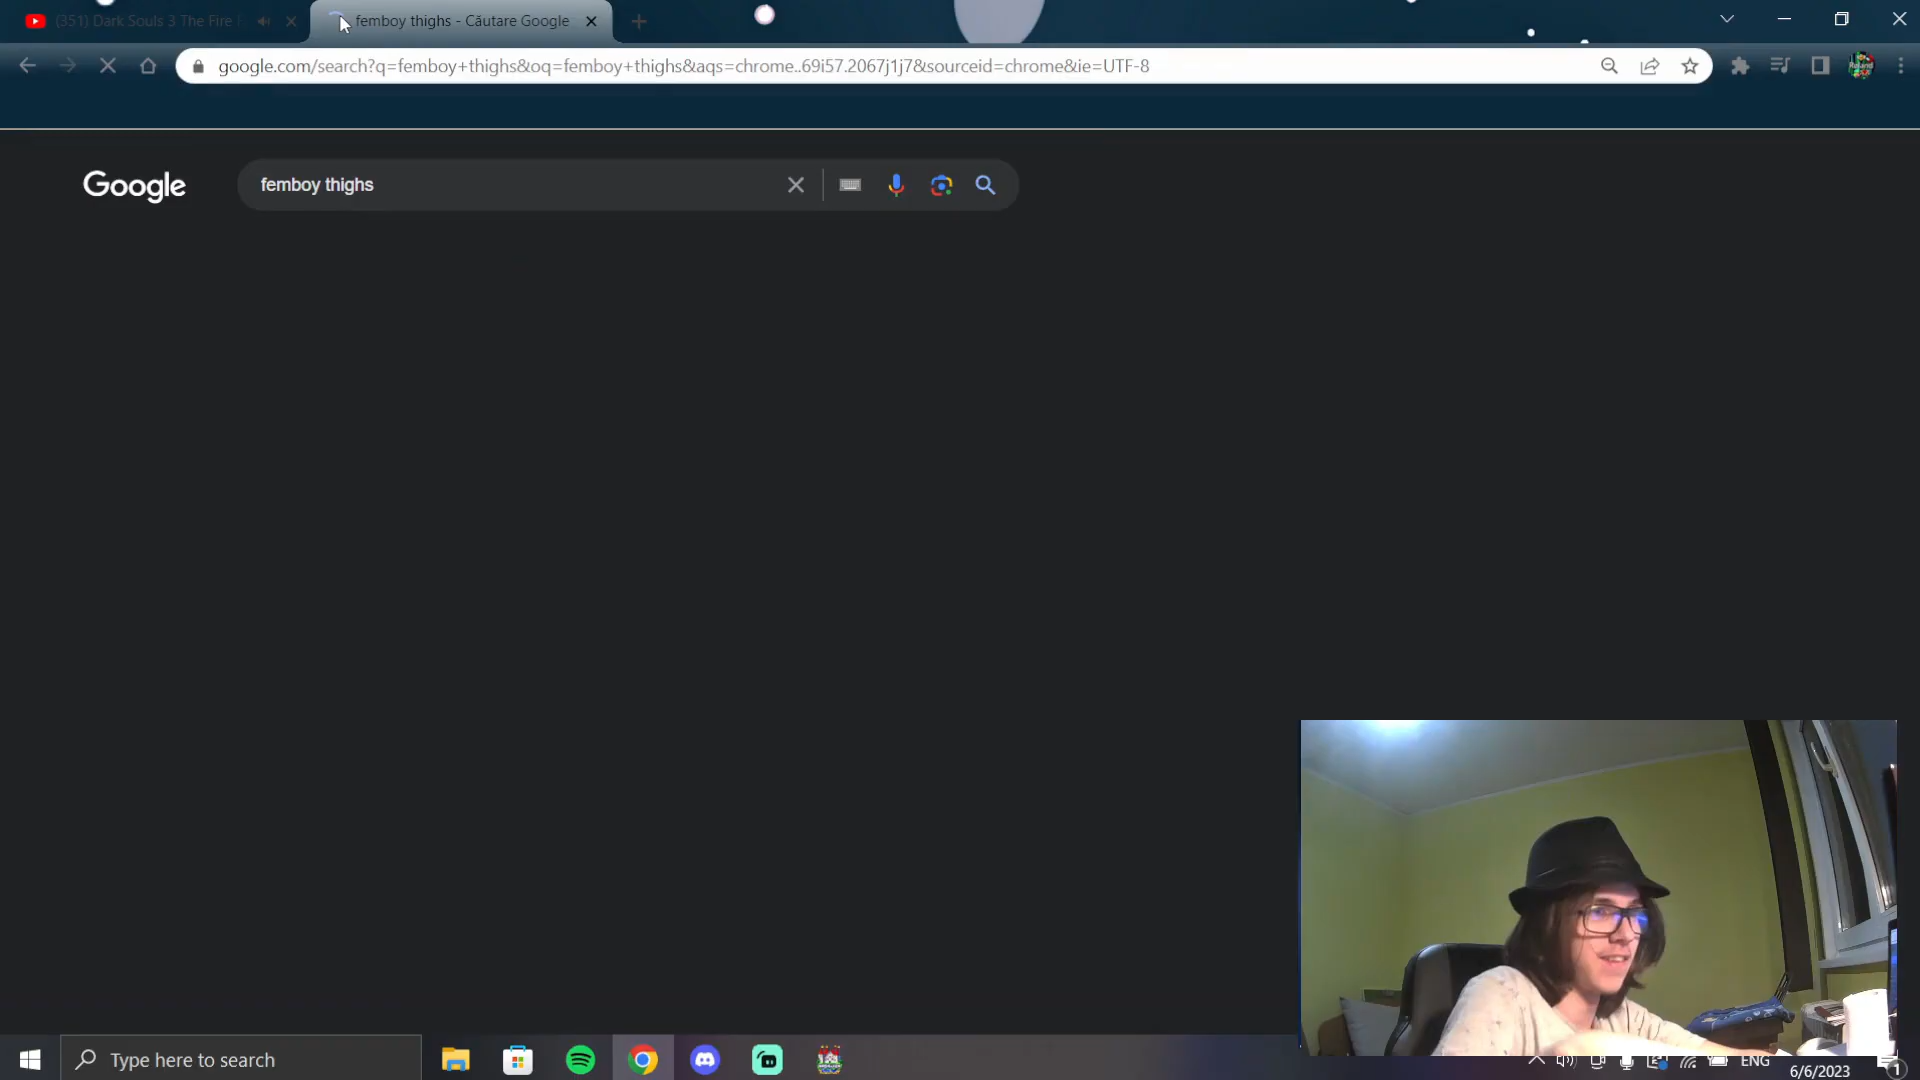 (351) Dark Souls 3 The Fire
femboy thighs - Căutare Google
google.com/search?q=femboy+thighs&oq=femboy+thighs&aqs=chrome..69i57.2067j1j7&sourceid=chrome&ie=UTF-8
Google
femboy thighs
Type here to search
ENG
6/6/2023
1